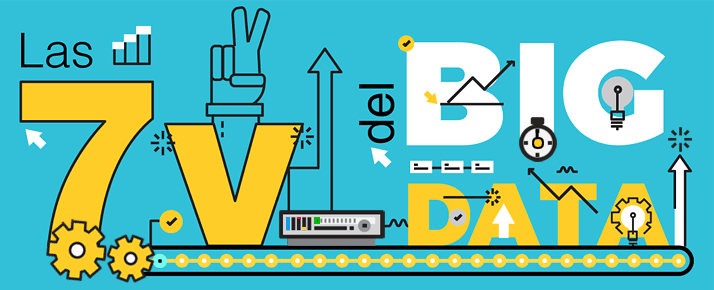 Las
7V
del
BIG
DATA